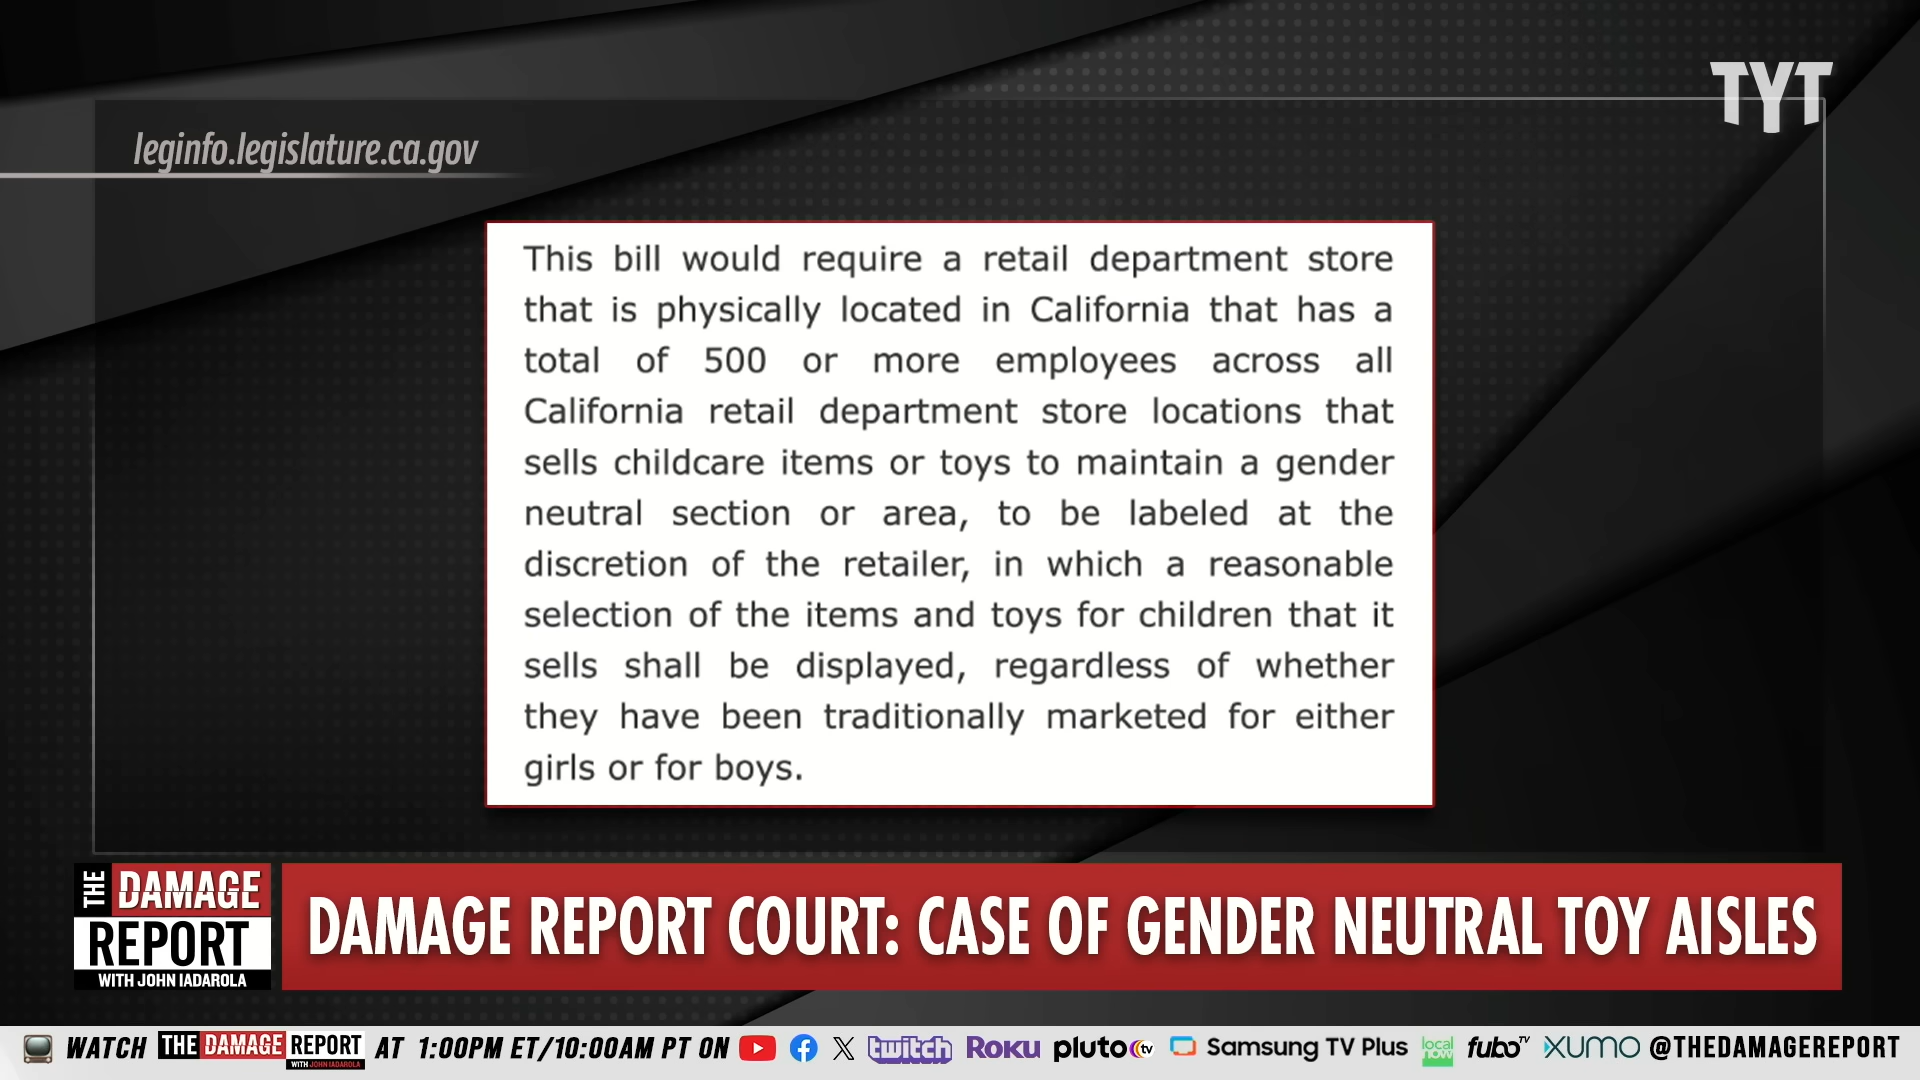 TYT
leginfo.legislature.ca.gov
This bill would require a retail department store
that is physically located in California that has a
total of 500 or more employees across all
California retail department store locations that
sells childcare items or toys to maintain a gender
neutral section or area, to be labeled at the
discretion of the retailer, in which a reasonable
selection of the items and toys for children that it
sells shall be displayed, regardless of whether
they have been traditionally marketed for either
girls or for boys.
THE DAMAGE
REPORT
WITH JOHN IADAROLA
DAMAGE REPORT COURT: CASE OF GENDER NEUTRAL TOY AISLES
WATCH THE DAMAGE REPORT WITH JOHN IADAROLA AT 1:00PM ET/10:00AM PT ON twitch Roku pluto tv Samsung TV Plus local now fubo TV XUMO @THEDAMAGEREPORT